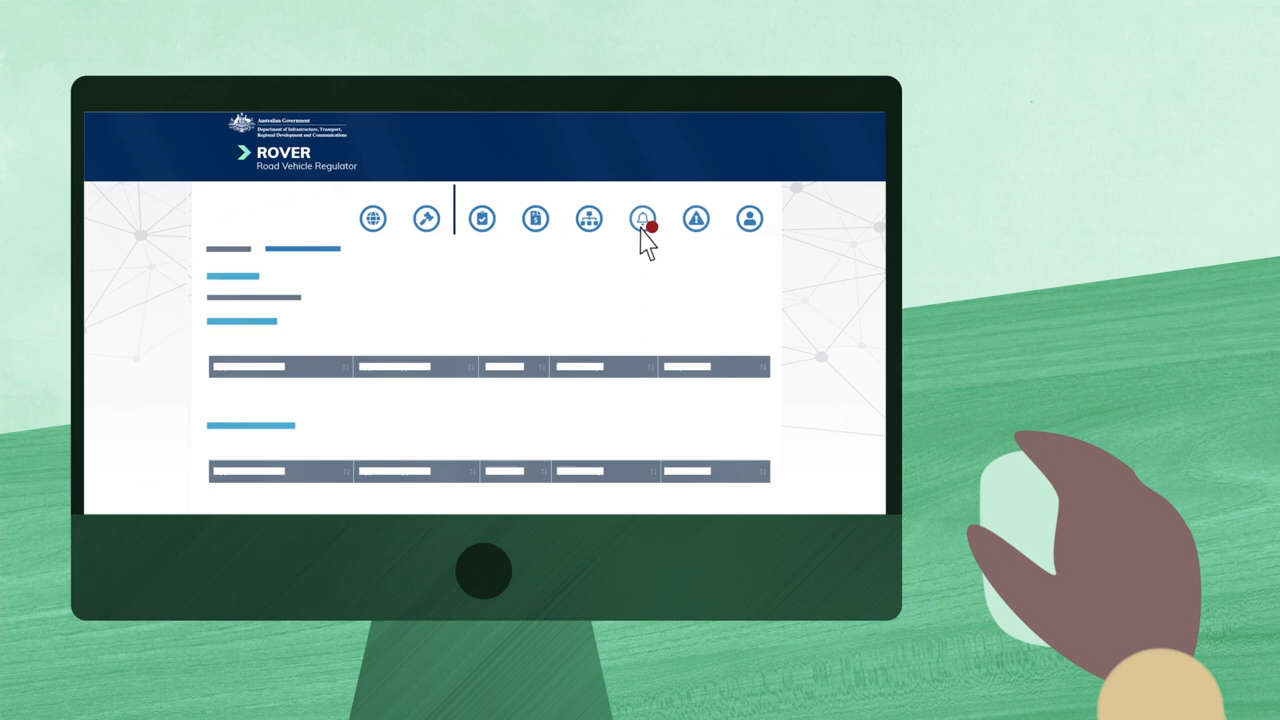 Australian Government
Department of Infrastructure, Transport,
Regional Development and Communications
ROVER
Road Vehicle Regulator